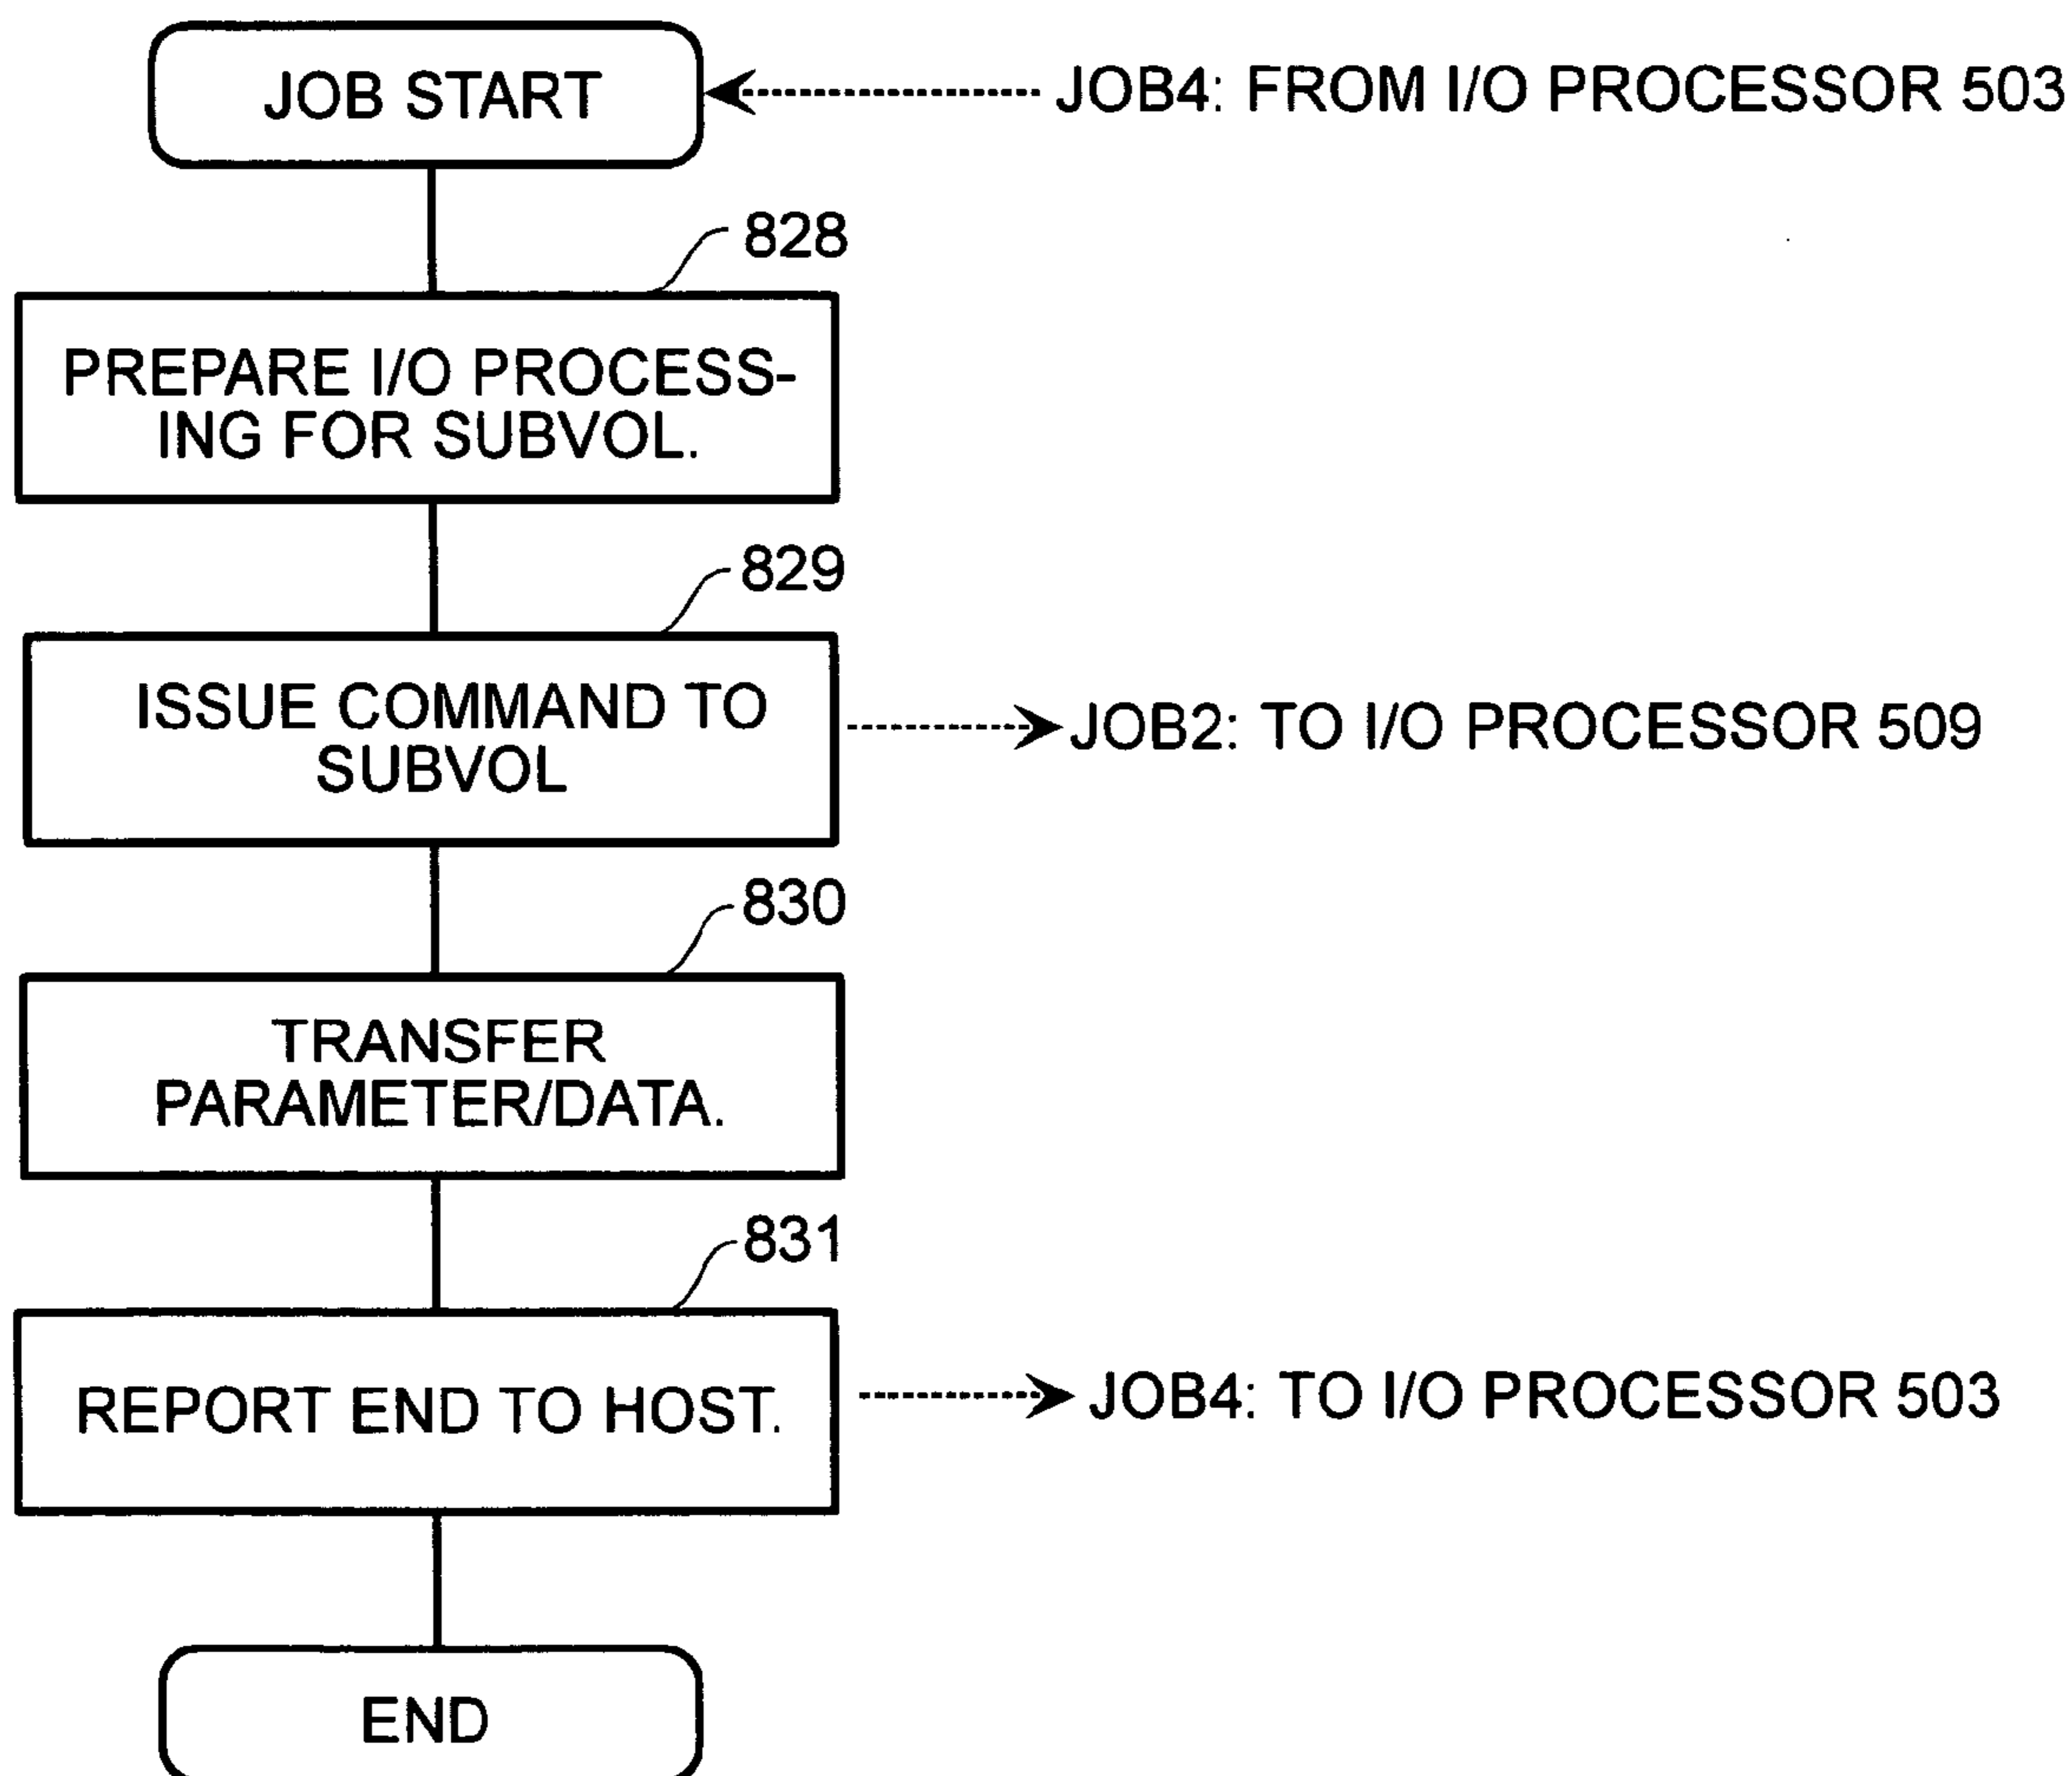 JOB START
JOB4: FROM I/O PROCESSOR 503
828
PREPARE I/O PROCESS-
ING FOR SUBVOL.
829
ISSUE COMMAND TO
SUBVOL
JOB2: TO I/O PROCESSOR 509
830
TRANSFER
PARAMETER/DATA.
831
REPORT END TO HOST.
JOB4: TO I/O PROCESSOR 503
END